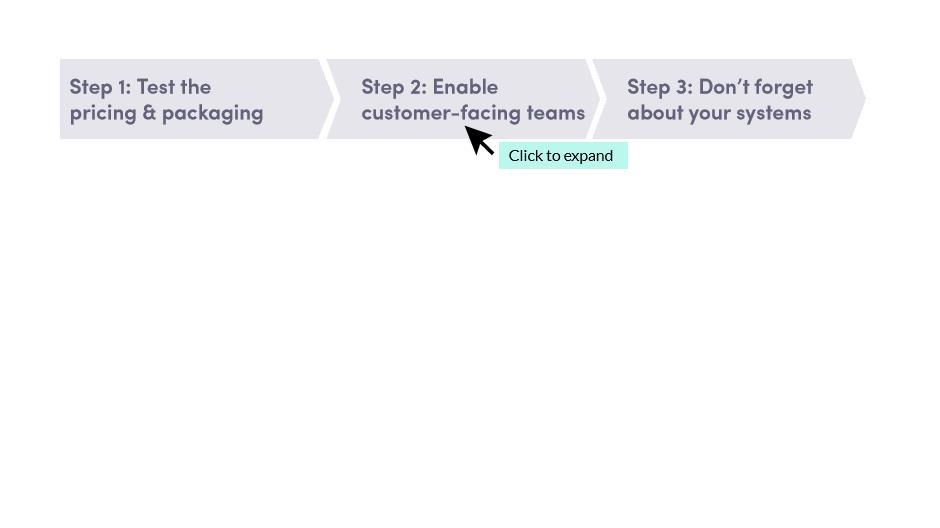 Step 1: Test the
pricing & packaging
Step 2: Enable
customer-facing teams
Step 3: Don’t forget
about your systems
Click to expand